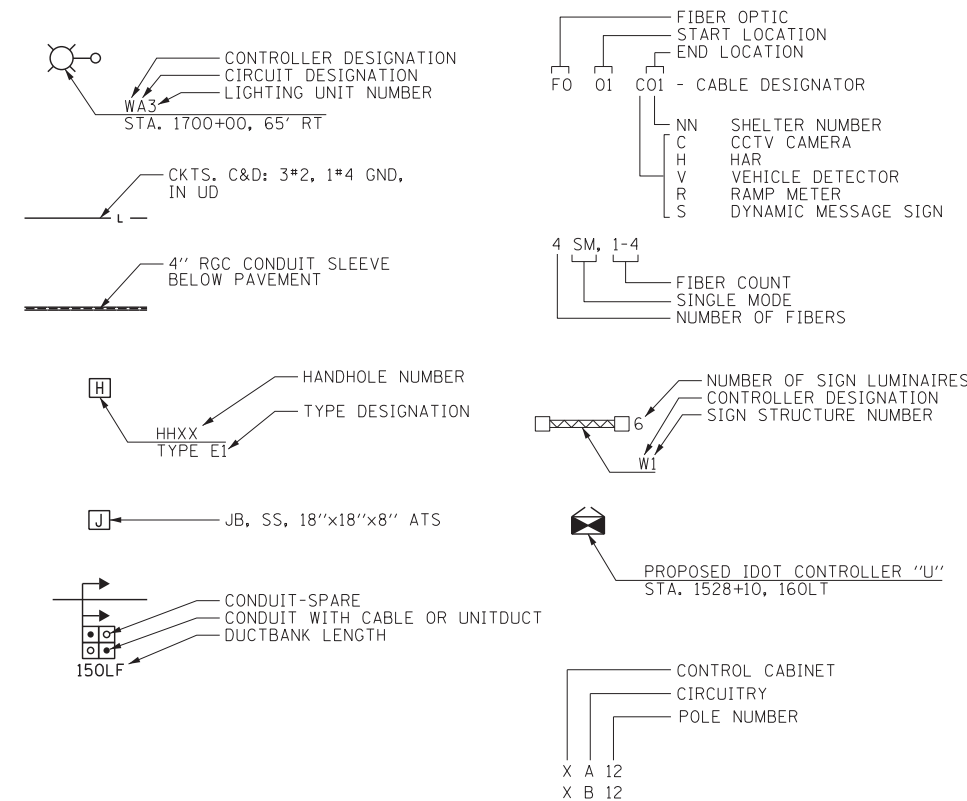 CONTROLLER DESIGNATION
CIRCUIT DESIGNATION
LIGHTING UNIT NUMBER
WA3
STA. 1700+00, 65' RT
CKTS. C&D: 3#2, 1#4 GND,
IN UD
L
4'' RGC CONDUIT SLEEVE
BELOW PAVEMENT
H
HANDHOLE NUMBER
TYPE DESIGNATION
HHXX
TYPE E1
J
JB, SS, 18''x18''x8'' ATS
CONDUIT-SPARE
CONDUIT WITH CABLE OR UNITDUCT
DUCTBANK LENGTH
150LF
FIBER OPTIC
START LOCATION
END LOCATION
FO 01 C01 - CABLE DESIGNATOR
NN SHELTER NUMBER
C CCTV CAMERA
H HAR
V VEHICLE DETECTOR
R RAMP METER
S DYNAMIC MESSAGE SIGN
4 SM, 1-4
FIBER COUNT
SINGLE MODE
NUMBER OF FIBERS
NUMBER OF SIGN LUMINAIRES
CONTROLLER DESIGNATION
SIGN STRUCTURE NUMBER
6
W1
PROPOSED IDOT CONTROLLER ''U''
STA. 1528+10, 160LT
CONTROL CABINET
CIRCUITRY
POLE NUMBER
X A 12
X B 12